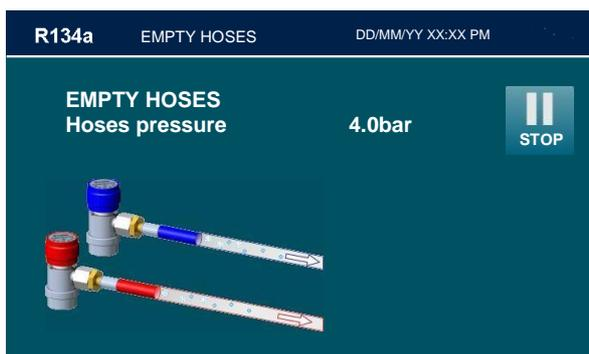 R134a EMPTY HOSES DD/MM/YY XX:XX PM
EMPTY HOSES
Hoses pressure 4.0bar
STOP